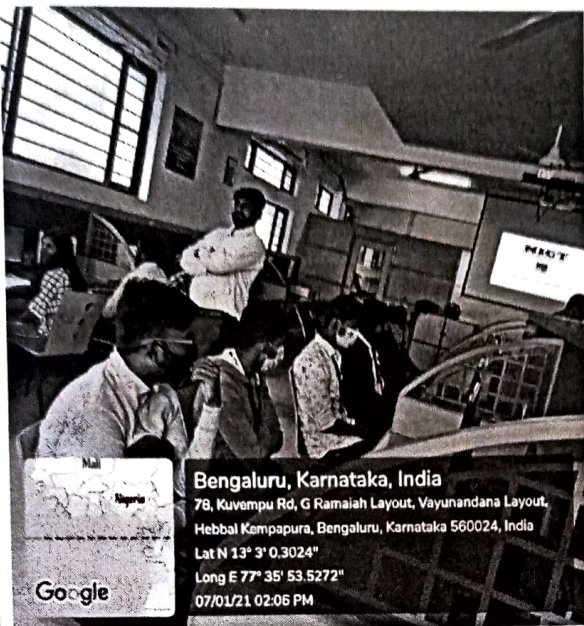 Mali
Nigeria
Google
Bengaluru, Karnataka, India
78, Kuvempu Rd, G Ramaiah Layout, Vayunandana Layout,
Hebbal Kempapura, Bengaluru, Karnataka 560024, India
Lat N 13° 3' 0.3024"
Long E 77° 35' 53.5272"
07/01/21 02:06 PM